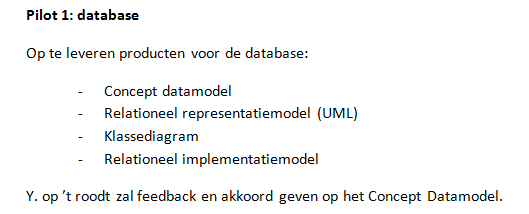 Pilot 1: database
Op te leveren producten voor de database:
- Concept datamodel
- Relationeel representatiemodel (UML)
- Klassediagram
- Relationeel implementatiemodel
Y. op 't roodt zal feedback en akkoord geven op het Concept Datamodel.